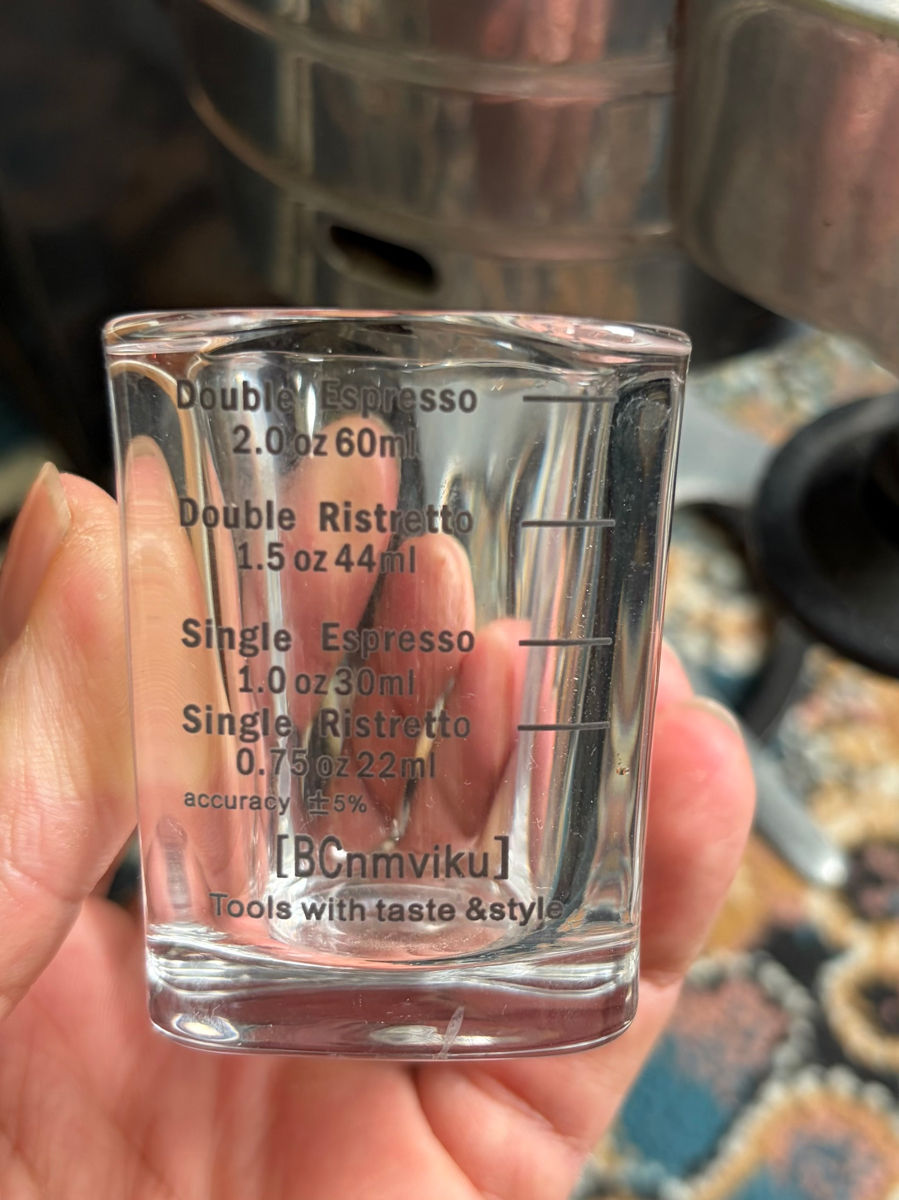 Double Espresso
2.0 oz 60ml
Double Ristretto
1.5 oz 44ml
Single Espresso
1.0 oz 30ml
Single Ristretto
0.75 oz 22ml
accuracy ±5%
[BCnmviku]
Tools with taste &style